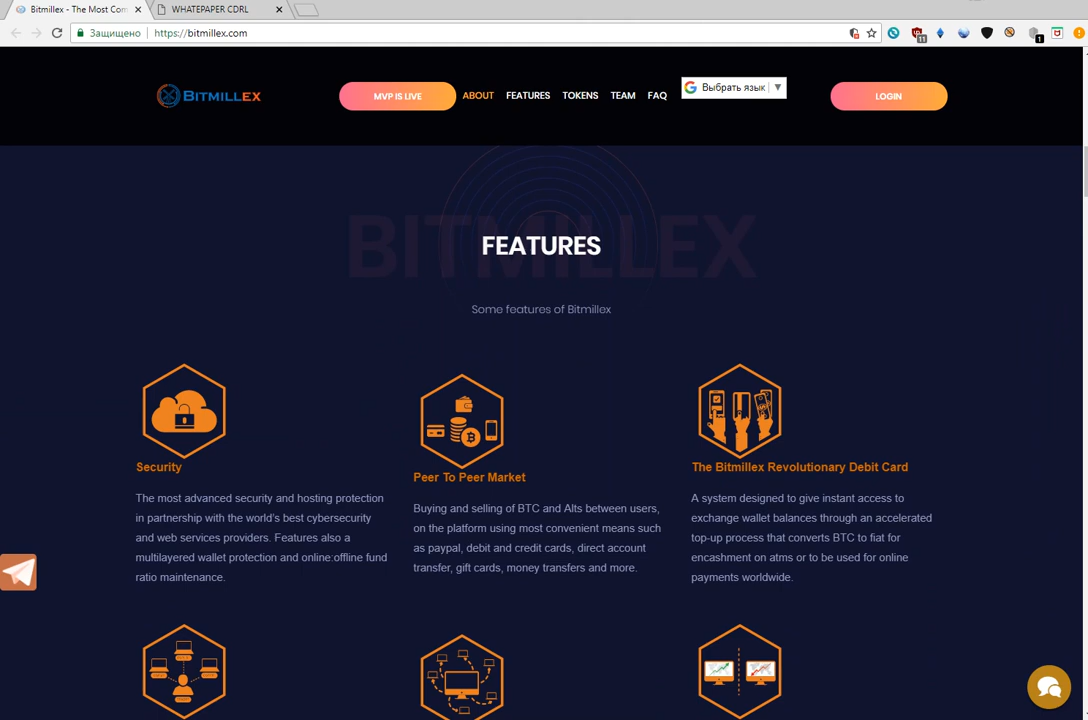 Bitmillex - The Most Com
WHATEPAPER CDRL
Защищено
https://bitmillex.com
11
1
BITMILLEX
MVP IS LIVE
ABOUT
FEATURES
TOKENS
TEAM
FAQ
Выбрать язык
LOGIN
BITMILLEX
FEATURES
Some features of Bitmillex
Security
The most advanced security and hosting protection
in partnership with the world's best cybersecurity
and web services providers. Features also a
multilayered wallet protection and online:offline fund
ratio maintenance.
Peer To Peer Market
Buying and selling of BTC and Alts between users,
on the platform using most convenient means such
as paypal, debit and credit cards, direct account
transfer, gift cards, money transfers and more.
The Bitmillex Revolutionary Debit Card
A system designed to give instant access to
exchange wallet balances through an accelerated
top-up process that converts BTC to fiat for
encashment on atms or to be used for online
payments worldwide.